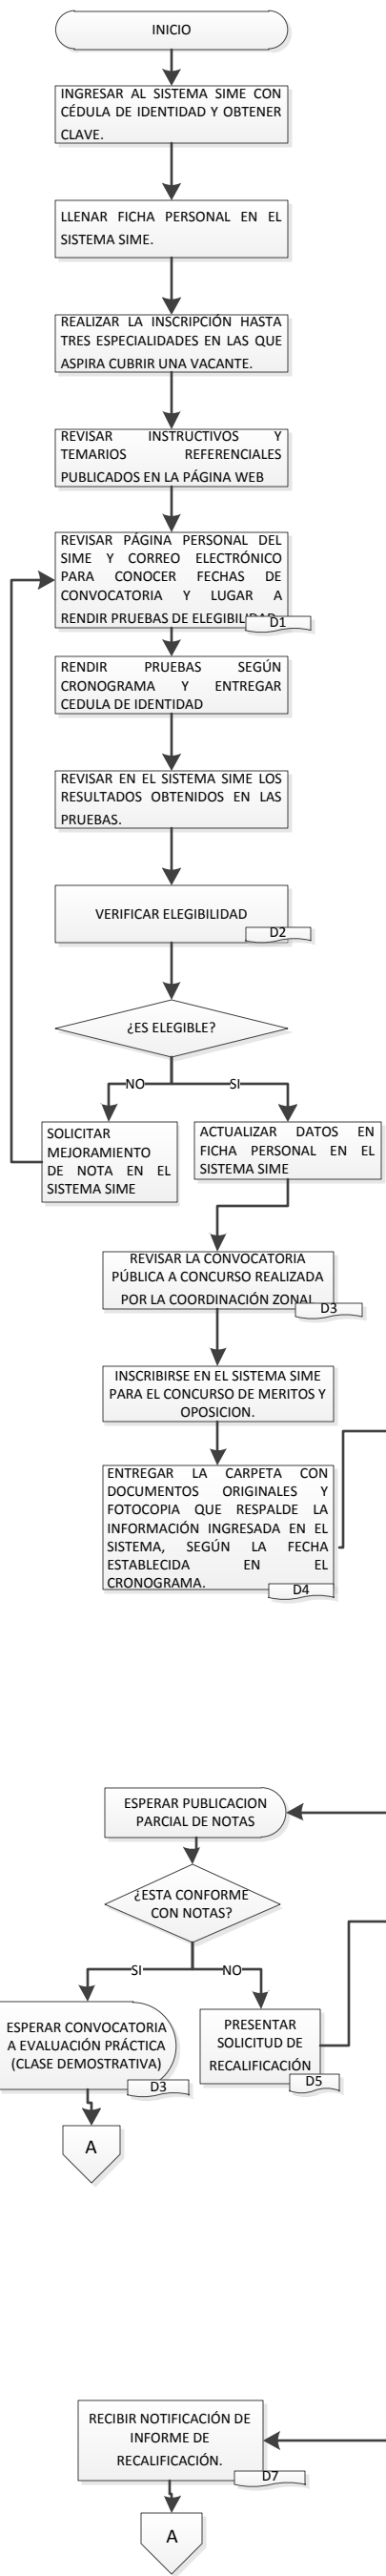 INICIO
INGRESAR AL SISTEMA SIME CON
CÉDULA DE IDENTIDAD Y OBTENER
CLAVE.
LLENAR FICHA PERSONAL EN EL
SISTEMA SIME.
REALIZAR LA INSCRIPCIÓN HASTA
TRES ESPECIALIDADES EN LAS QUE
ASPIRA CUBRIR UNA VACANTE.
REVISAR INSTRUCTIVOS Y
TEMARIOS REFERENCIALES
PUBLICADOS EN LA PÁGINA WEB
REVISAR PÁGINA PERSONAL DEL
SIME Y CORREO ELECTRÓNICO
PARA CONOCER FECHAS DE
CONVOCATORIA Y LUGAR A
RENDIR PRUEBAS DE ELEGIBILIDAD
D1
RENDIR PRUEBAS SEGÚN
CRONOGRAMA Y ENTREGAR
CEDULA DE IDENTIDAD
REVISAR EN EL SISTEMA SIME LOS
RESULTADOS OBTENIDOS EN LAS
PRUEBAS.
VERIFICAR ELEGIBILIDAD
D2
¿ES ELEGIBLE?
NO
SI
SOLICITAR
MEJORAMIENTO
DE NOTA EN EL
SISTEMA SIME
ACTUALIZAR DATOS EN
FICHA PERSONAL EN EL
SISTEMA SIME
REVISAR LA CONVOCATORIA
PÚBLICA A CONCURSO REALIZADA
POR LA COORDINACIÓN ZONAL
D3
INSCRIBIRSE EN EL SISTEMA SIME
PARA EL CONCURSO DE MERITOS Y
OPOSICION.
ENTREGAR LA CARPETA CON
DOCUMENTOS ORIGINALES Y
FOTOCOPIA QUE RESPALDE LA
INFORMACIÓN INGRESADA EN EL
SISTEMA, SEGÚN LA FECHA
ESTABLECIDA EN EL
CRONOGRAMA.
D4
ESPERAR PUBLICACION
PARCIAL DE NOTAS
¿ESTA CONFORME
CON NOTAS?
SI
NO
ESPERAR CONVOCATORIA
A EVALUACIÓN PRÁCTICA
(CLASE DEMOSTRATIVA)
D3
PRESENTAR
SOLICITUD DE
RECALIFICACIÓN
D5
A
RECIBIR NOTIFICACIÓN DE
INFORME DE
RECALIFICACIÓN.
D7
A